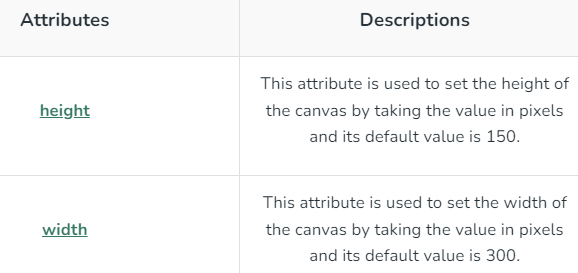 Attributes Descriptions
height
This attribute is used to set the height of
the canvas by taking the value in pixels
and its default value is 150.
width
This attribute is used to set the width of
the canvas by taking the value in pixels
and its default value is 300.